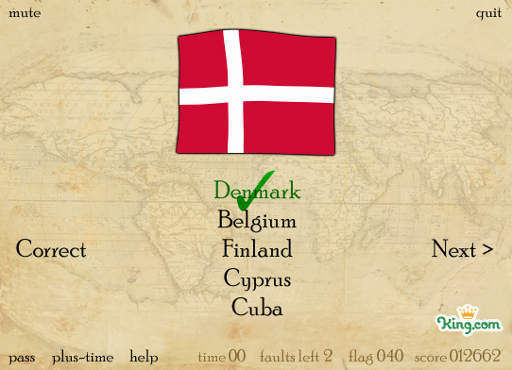 mute
quit
Denmark
Belgium
Correct
Finland
Next >
Cyprus
Cuba
King.com
pass plus-time help time 00 faults left 2 flag 040 score 012662